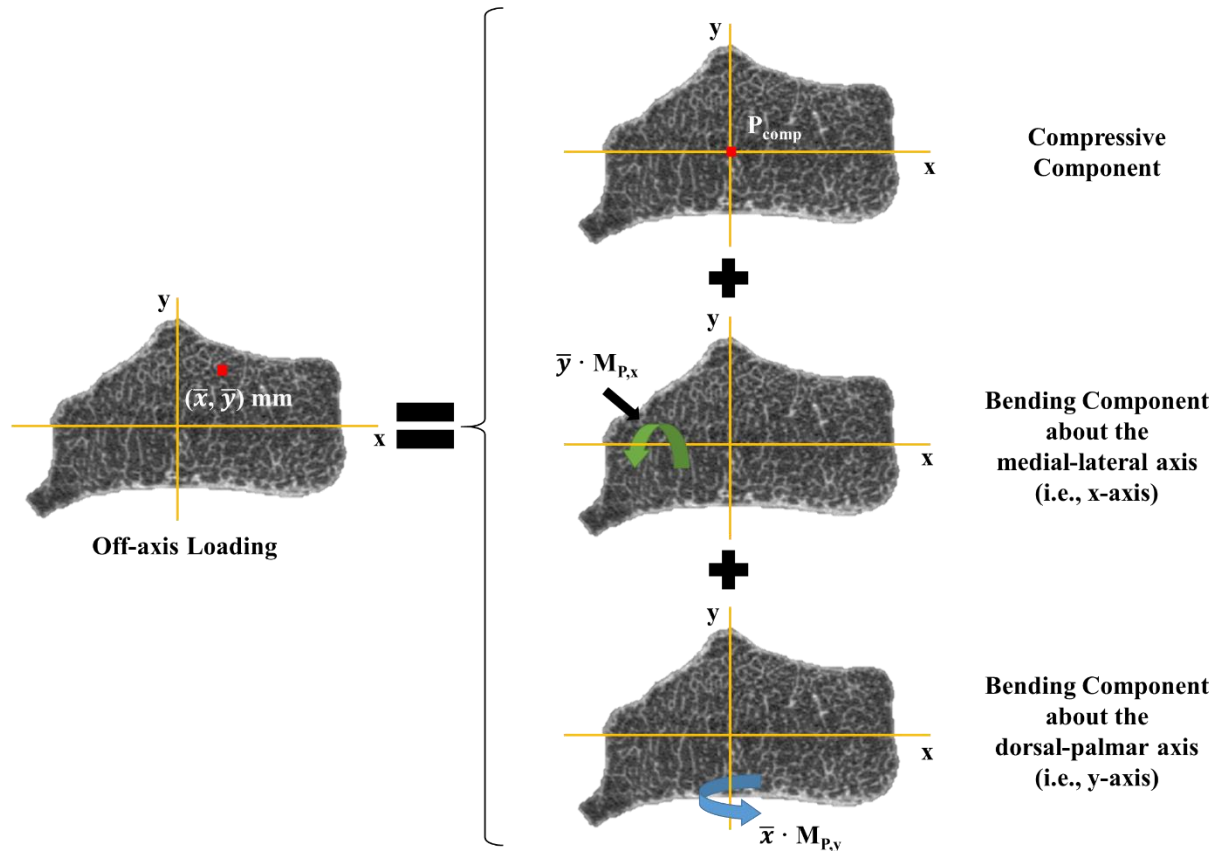 y
(x̅, y̅) mm
x
Off-axis Loading
y
P_comp
x
Compressive
Component
y
y̅ · M_P,x
x
Bending Component
about the
medial-lateral axis
(i.e., x-axis)
y
x
x̅ · M_P,y
Bending Component
about the
dorsal-palmar axis
(i.e., y-axis)